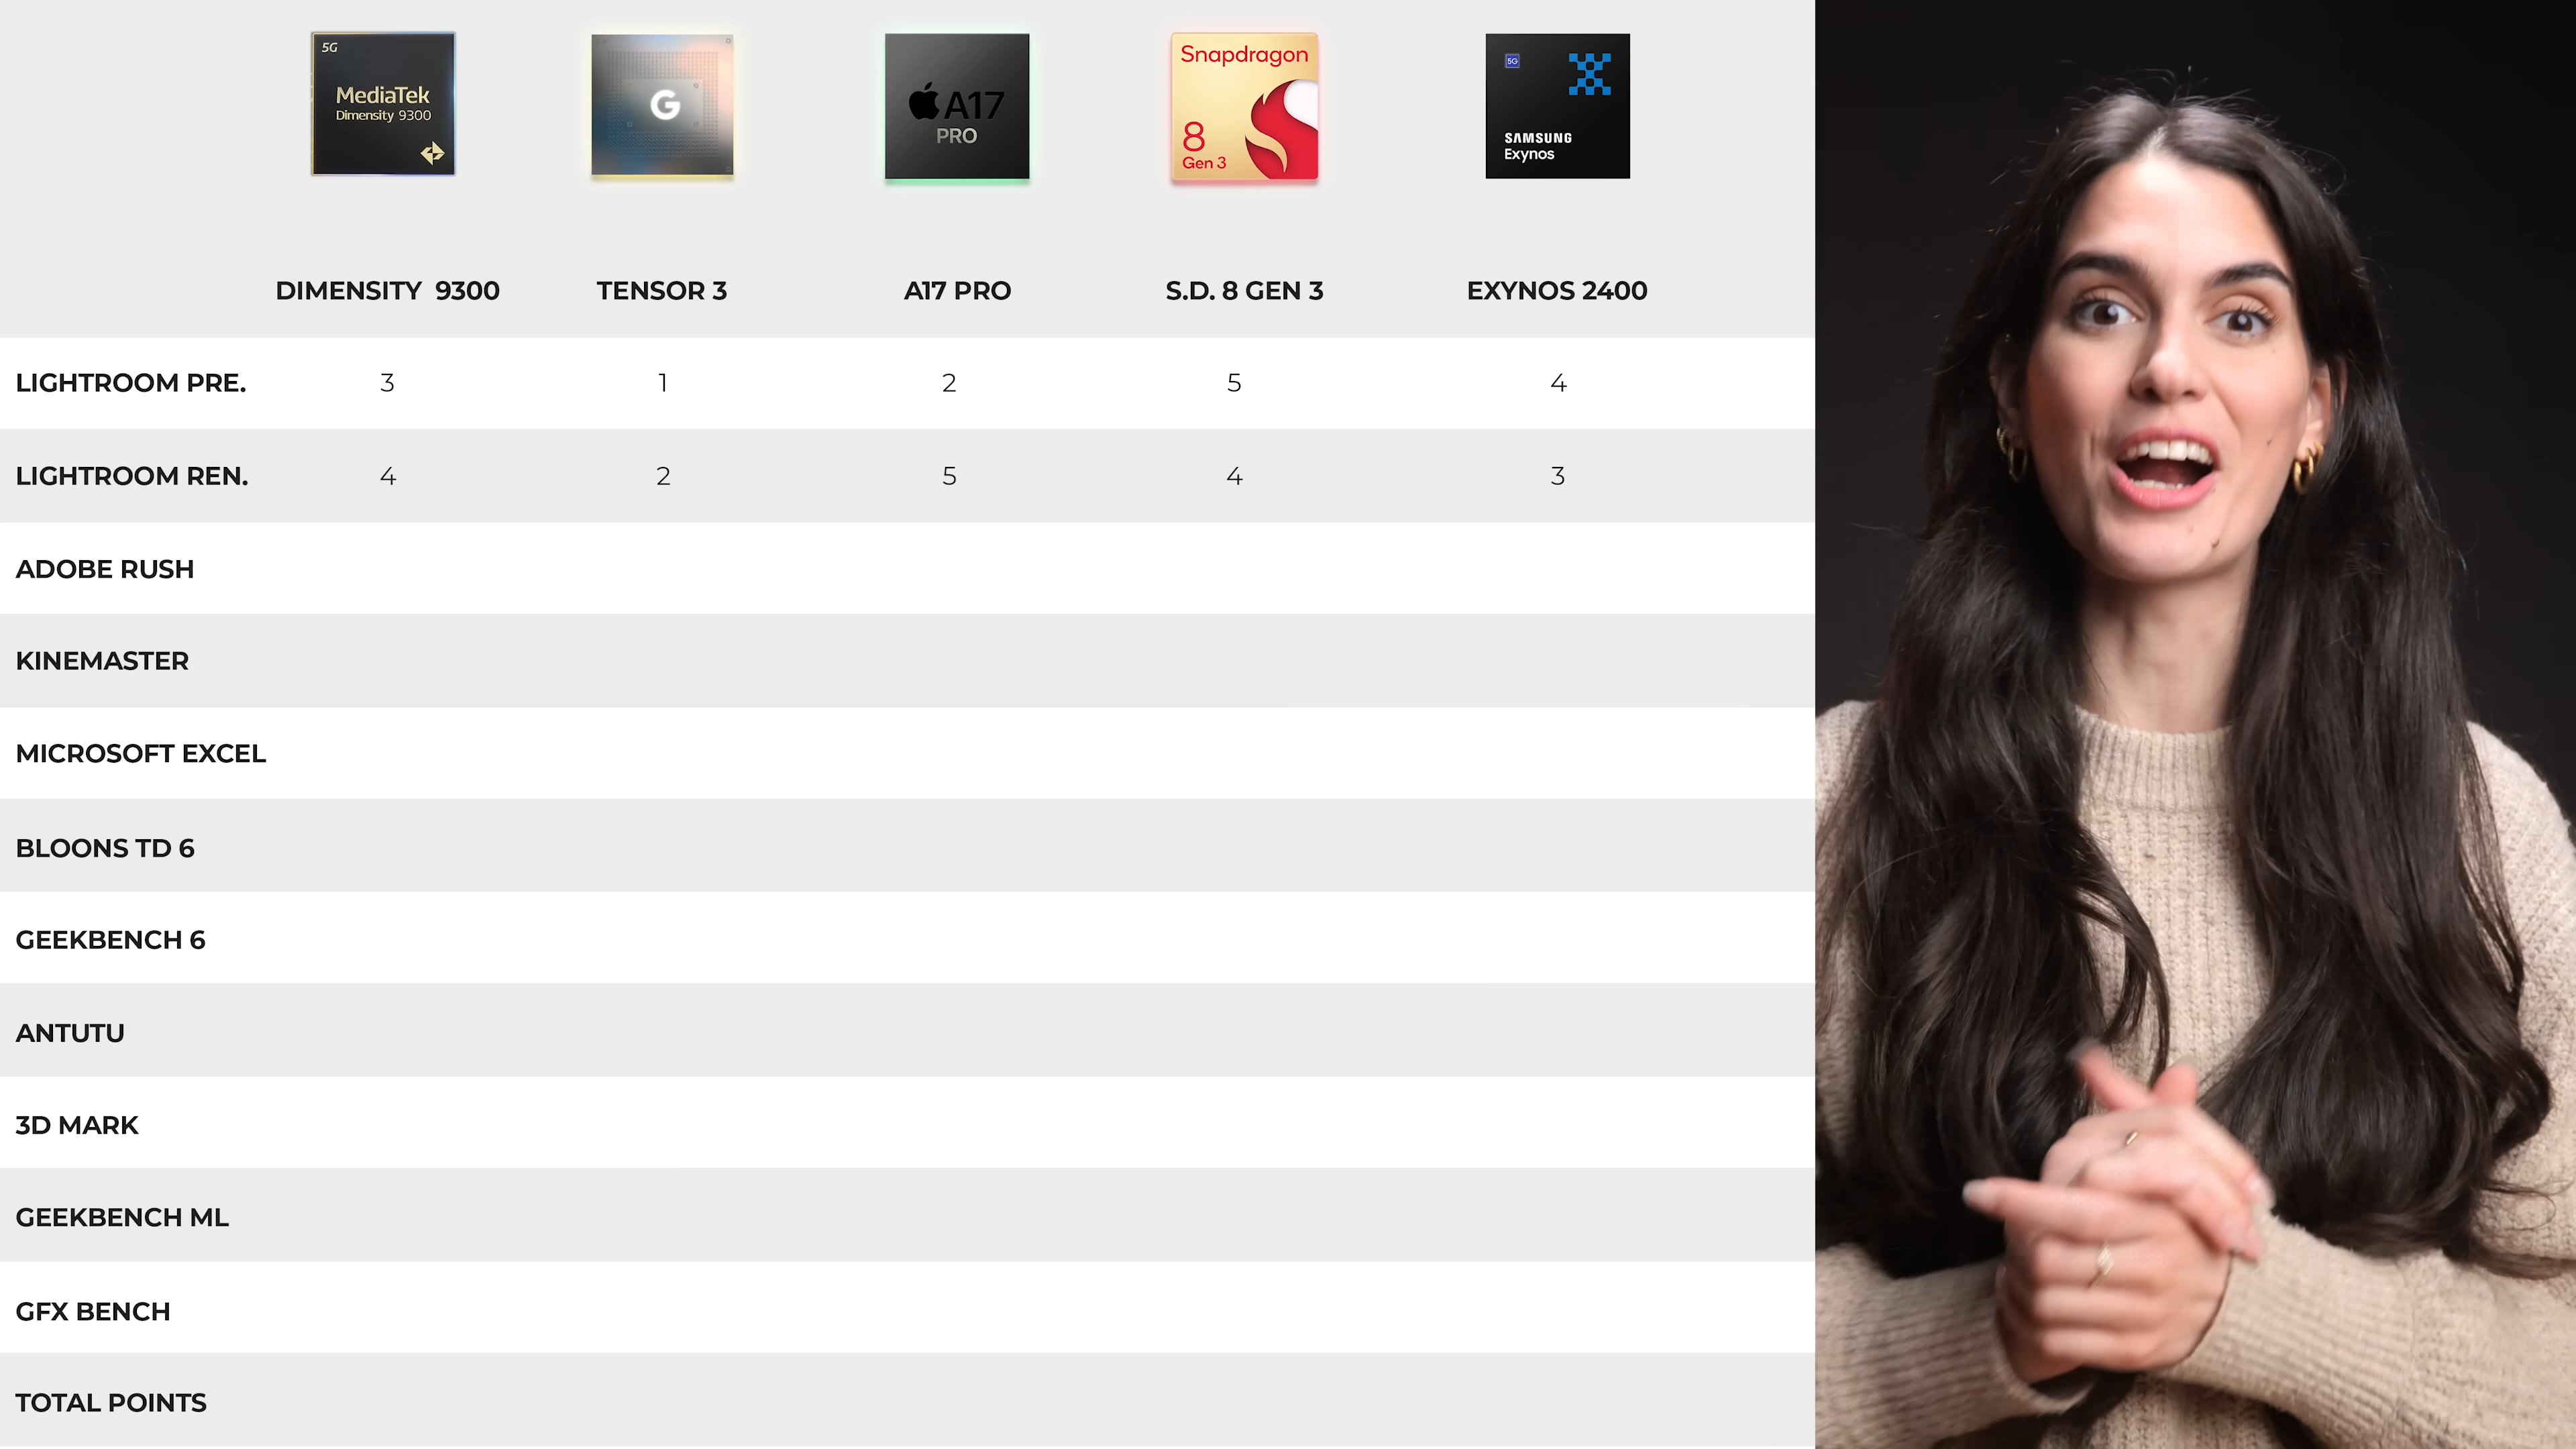 5G
MediaTek
Dimensity 9300
G
A17
PRO
Snapdragon
8
Gen 3
5G
SAMSUNG
Exynos
DIMENSITY 9300 TENSOR 3 A17 PRO S.D. 8 GEN 3 EXYNOS 2400
LIGHTROOM PRE. 3 1 2 5 4
LIGHTROOM REN. 4 2 5 4 3
ADOBE RUSH
KINEMASTER
MICROSOFT EXCEL
BLOONS TD 6
GEEKBENCH 6
ANTUTU
3D MARK
GEEKBENCH ML
GFX BENCH
TOTAL POINTS